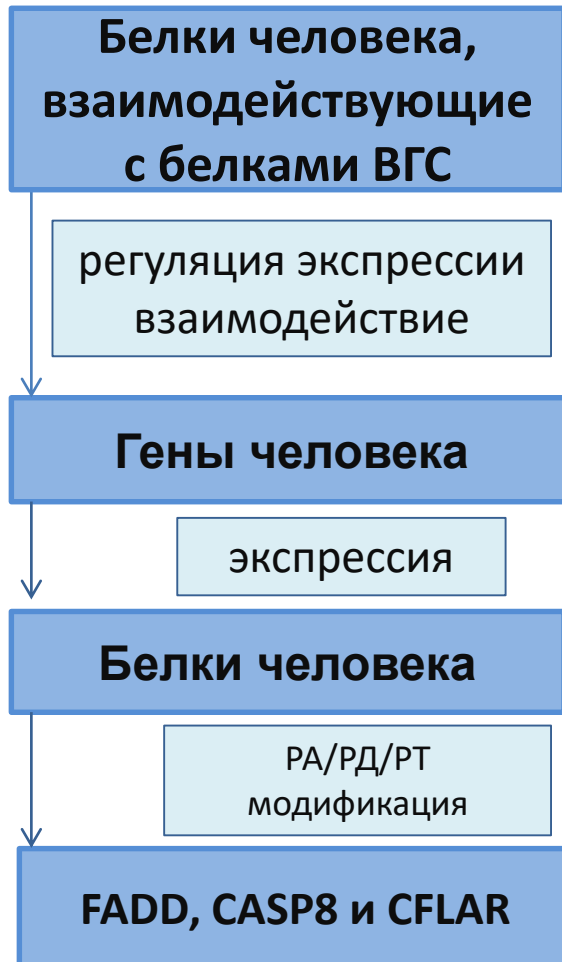 Белки человека,
взаимодействующие
с белками ВГС
регуляция экспрессии
взаимодействие
Гены человека
экспрессия
Белки человека
РА/РД/РТ
модификация
FADD, CASP8 и CFLAR